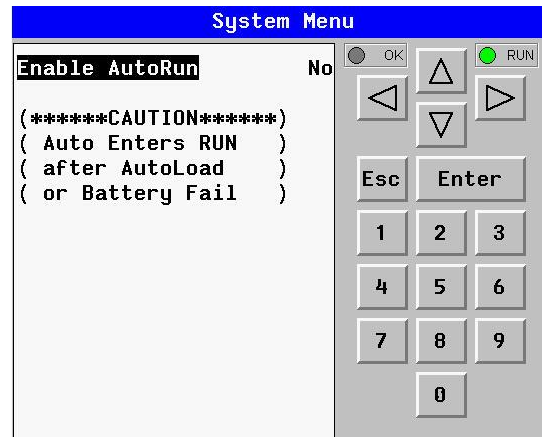 System Menu
Enable AutoRun No
(******CAUTION******)
( Auto Enters RUN )
( after AutoLoad )
( or Battery Fail )
OK RUN
Esc Enter
1 2 3
4 5 6
7 8 9
0